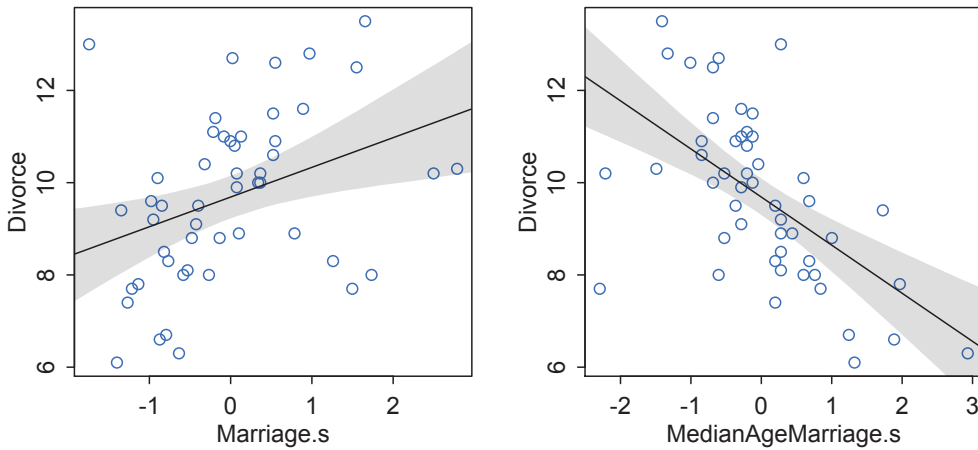 Divorce
6 8 10 12
-1 0 1 2
Marriage.s
Divorce
6 8 10 12
-2 -1 0 1 2 3
MedianAgeMarriage.s